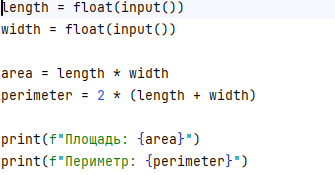 length = float(input())
width = float(input())
area = length * width
perimeter = 2 * (length + width)
print(f"Площадь: {area}")
print(f"Периметр: {perimeter}")